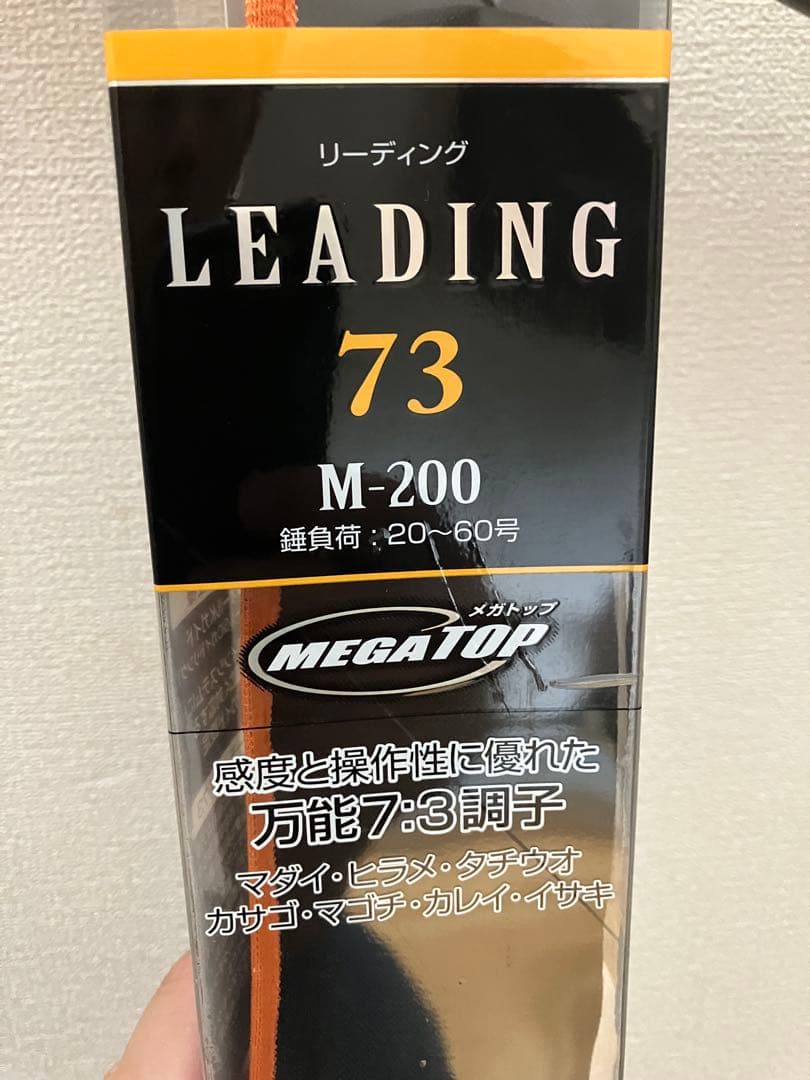 リーディング
LEADING
73
M-200
錘負荷:20〜60号
メガトップ
MEGATOP
感度と操作性に優れた
万能7:3調子
マダイ・ヒラメ・タチウオ
カサゴ・マゴチ・カレイ・イサキ